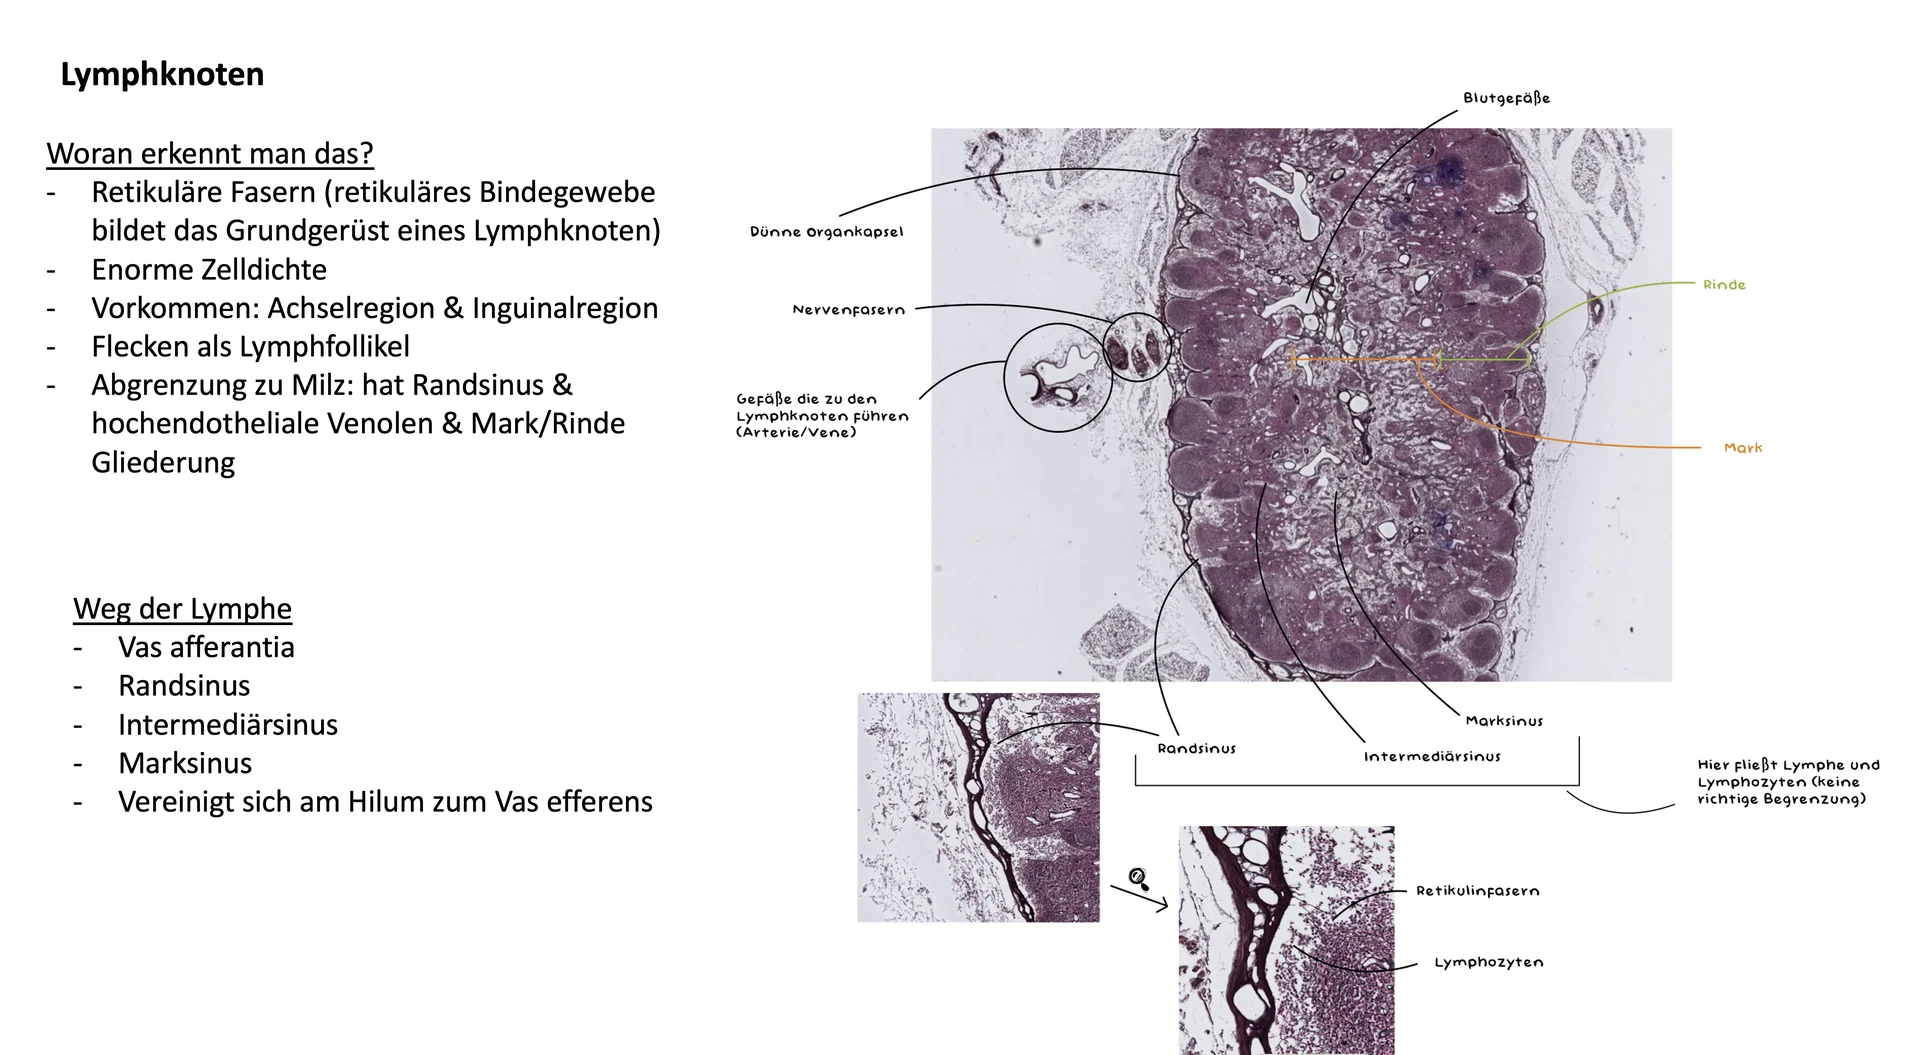 Lymphknoten
Woran erkennt man das?
- Retikuläre Fasern (retikuläres Bindegewebe
bildet das Grundgerüst eines Lymphknoten)
- Enorme Zelldichte
- Vorkommen: Achselregion & Inguinalregion
- Flecken als Lymphfollikel
- Abgrenzung zu Milz: hat Randsinus &
hochendotheliale Venolen & Mark/Rinde
Gliederung
Weg der Lymphe
- Vas afferantia
- Randsinus
- Intermediärsinus
- Marksinus
- Vereinigt sich am Hilum zum Vas efferens
Blutgefäße
Dünne Organkapsel
Rinde
Nervenfasern
Gefäße die zu den
Lymphknoten führen
(Arterie/Vene)
Mark
Marksinus
Randsinus
Intermediärsinus
Hier fließt Lymphe und
Lymphozyten (keine
richtige Begrenzung)
Retikulinfasern
Lymphozyten